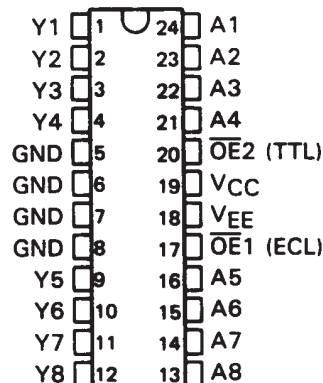 Y1 1 24 A1
Y2 2 23 A2
Y3 3 22 A3
Y4 4 21 A4
GND 5 20 O̅E̅2 (TTL)
GND 6 19 VCC
GND 7 18 VEE
GND 8 17 O̅E̅1 (ECL)
Y5 9 16 A5
Y6 10 15 A6
Y7 11 14 A7
Y8 12 13 A8